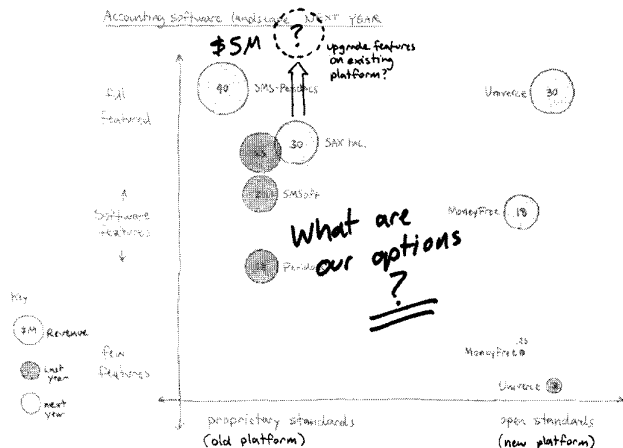 Accounting software landscape NEXT YEAR
$5M
?
upgrade features
on existing
platform?
Full
Featured
40
SMS-Peridocs
Universe
30
30
SAX Inc.
SMSoft
MoneyFree
18
What are
our options
?
Software
Features
Key
$M
Revenue
Last
year
next
year
few
features
MoneyFree
.25
Universe
proprietary standards
(old platform)
open standards
(new platform)